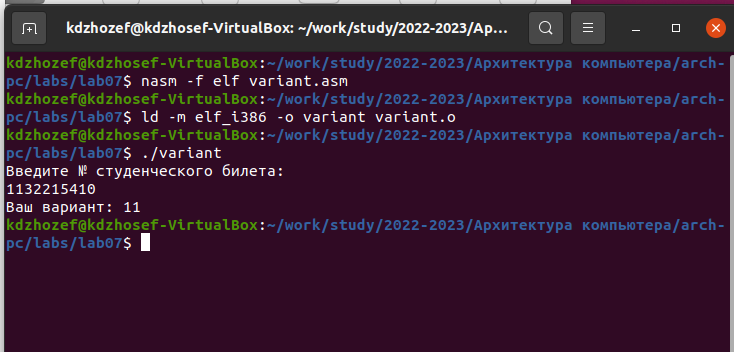 kdzhozef@kdzhosef-VirtualBox: ~/work/study/2022-2023/Ар...
kdzhozef@kdzhosef-VirtualBox:~/work/study/2022-2023/Архитектура компьютера/arch-
pc/labs/lab07$ nasm -f elf variant.asm
kdzhozef@kdzhosef-VirtualBox:~/work/study/2022-2023/Архитектура компьютера/arch-
pc/labs/lab07$ ld -m elf_i386 -o variant variant.o
kdzhozef@kdzhosef-VirtualBox:~/work/study/2022-2023/Архитектура компьютера/arch-
pc/labs/lab07$ ./variant
Введите № студенческого билета:
1132215410
Ваш вариант: 11
kdzhozef@kdzhosef-VirtualBox:~/work/study/2022-2023/Архитектура компьютера/arch-
pc/labs/lab07$